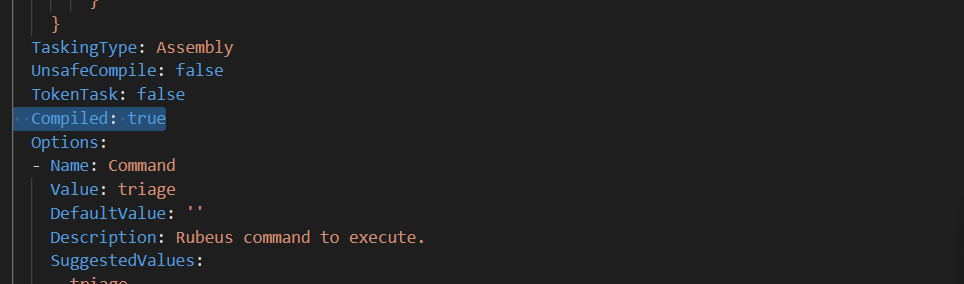 }
}
TaskingType: Assembly
UnsafeCompile: false
TokenTask: false
Compiled: true
Options:
- Name: Command
Value: triage
DefaultValue: ''
Description: Rubeus command to execute.
SuggestedValues:
triage